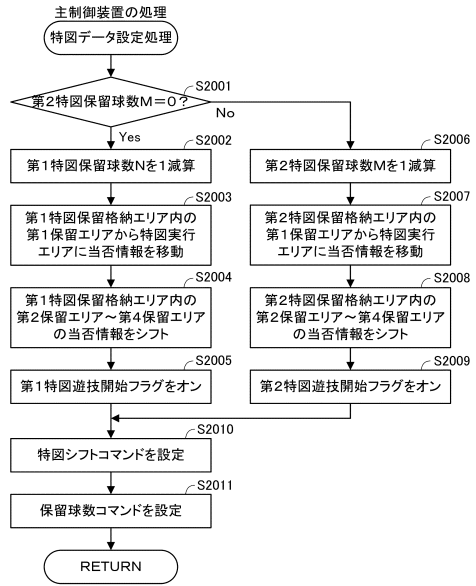 主制御装置の処理
特図データ設定処理
S2001
第2特図保留球数M=0?
No
Yes
S2002
第1特図保留球数Nを1減算
S2003
第1特図保留格納エリア内の
第1保留エリアから特図実行
エリアに当否情報を移動
S2004
第1特図保留格納エリア内の
第2保留エリア~第4保留エリア
の当否情報をシフト
S2005
第1特図遊技開始フラグをオン
S2006
第2特図保留球数Mを1減算
S2007
第2特図保留格納エリア内の
第1保留エリアから特図実行
エリアに当否情報を移動
S2008
第2特図保留格納エリア内の
第2保留エリア~第4保留エリア
の当否情報をシフト
S2009
第2特図遊技開始フラグをオン
S2010
特図シフトコマンドを設定
S2011
保留球数コマンドを設定
RETURN